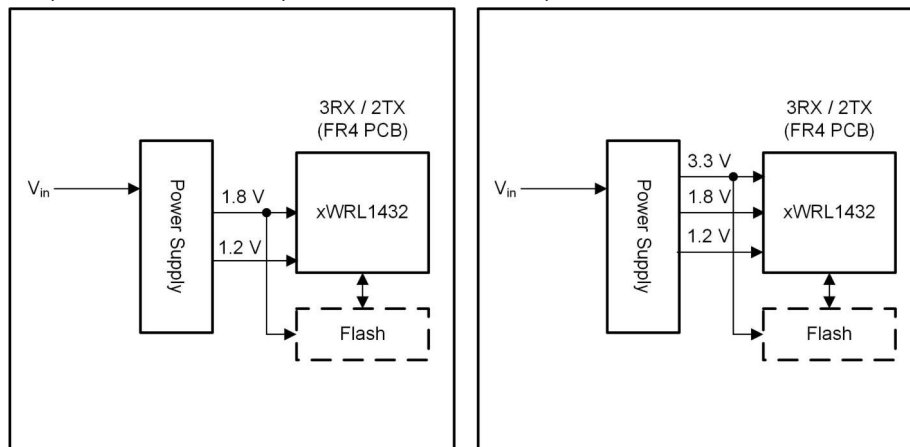 3RX / 2TX
(FR4 PCB)
Vin
Power Supply
1.8 V
1.2 V
xWRL1432
Flash
3RX / 2TX
(FR4 PCB)
Vin
Power Supply
3.3 V
1.8 V
1.2 V
xWRL1432
Flash